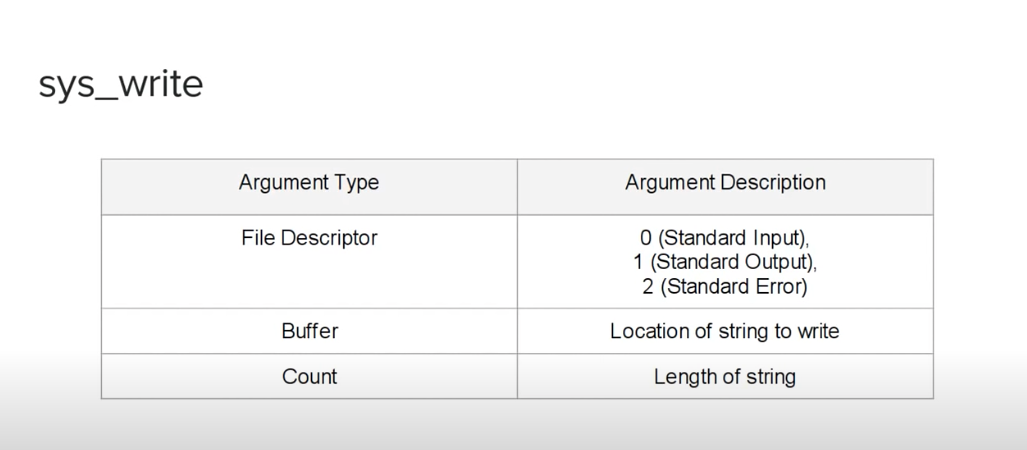 sys_write
Argument Type
Argument Description
File Descriptor
0 (Standard Input),
1 (Standard Output),
2 (Standard Error)
Buffer
Location of string to write
Count
Length of string